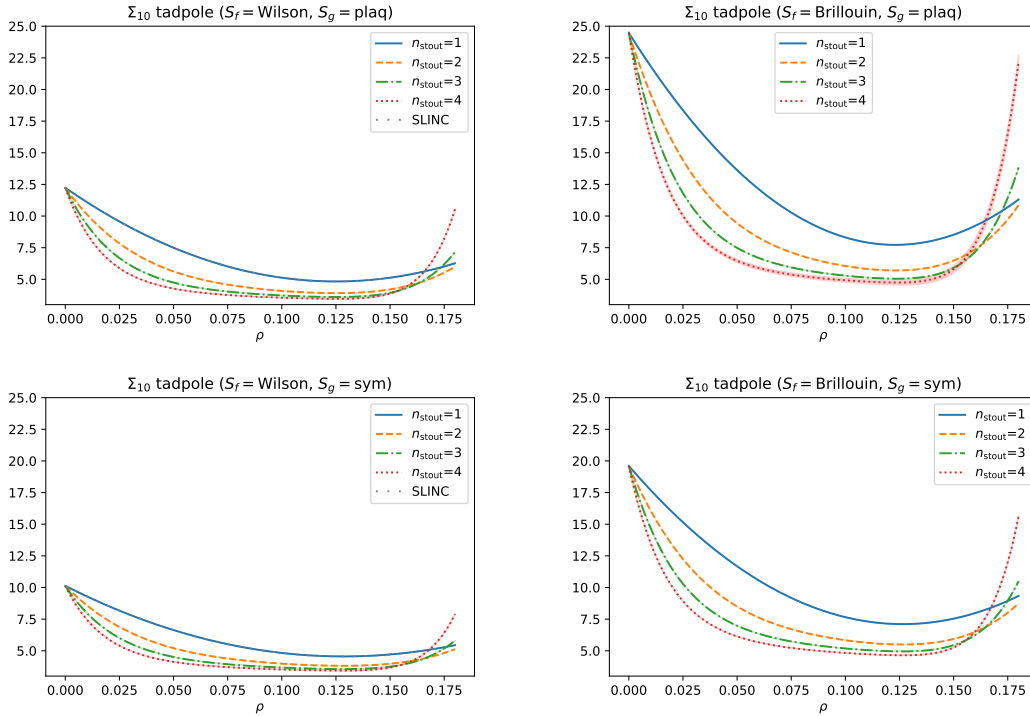 Σ10 tadpole (Sf = Wilson, Sg = plaq)
25.0
22.5
20.0
17.5
15.0
12.5
10.0
7.5
5.0
0.000 0.025 0.050 0.075 0.100 0.125 0.150 0.175
ρ
nstout=1
nstout=2
nstout=3
nstout=4
SLINC
Σ10 tadpole (Sf = Brillouin, Sg = plaq)
25.0
22.5
20.0
17.5
15.0
12.5
10.0
7.5
5.0
0.000 0.025 0.050 0.075 0.100 0.125 0.150 0.175
ρ
nstout=1
nstout=2
nstout=3
nstout=4
Σ10 tadpole (Sf = Wilson, Sg = sym)
25.0
22.5
20.0
17.5
15.0
12.5
10.0
7.5
5.0
0.000 0.025 0.050 0.075 0.100 0.125 0.150 0.175
ρ
nstout=1
nstout=2
nstout=3
nstout=4
SLINC
Σ10 tadpole (Sf = Brillouin, Sg = sym)
25.0
22.5
20.0
17.5
15.0
12.5
10.0
7.5
5.0
0.000 0.025 0.050 0.075 0.100 0.125 0.150 0.175
ρ
nstout=1
nstout=2
nstout=3
nstout=4